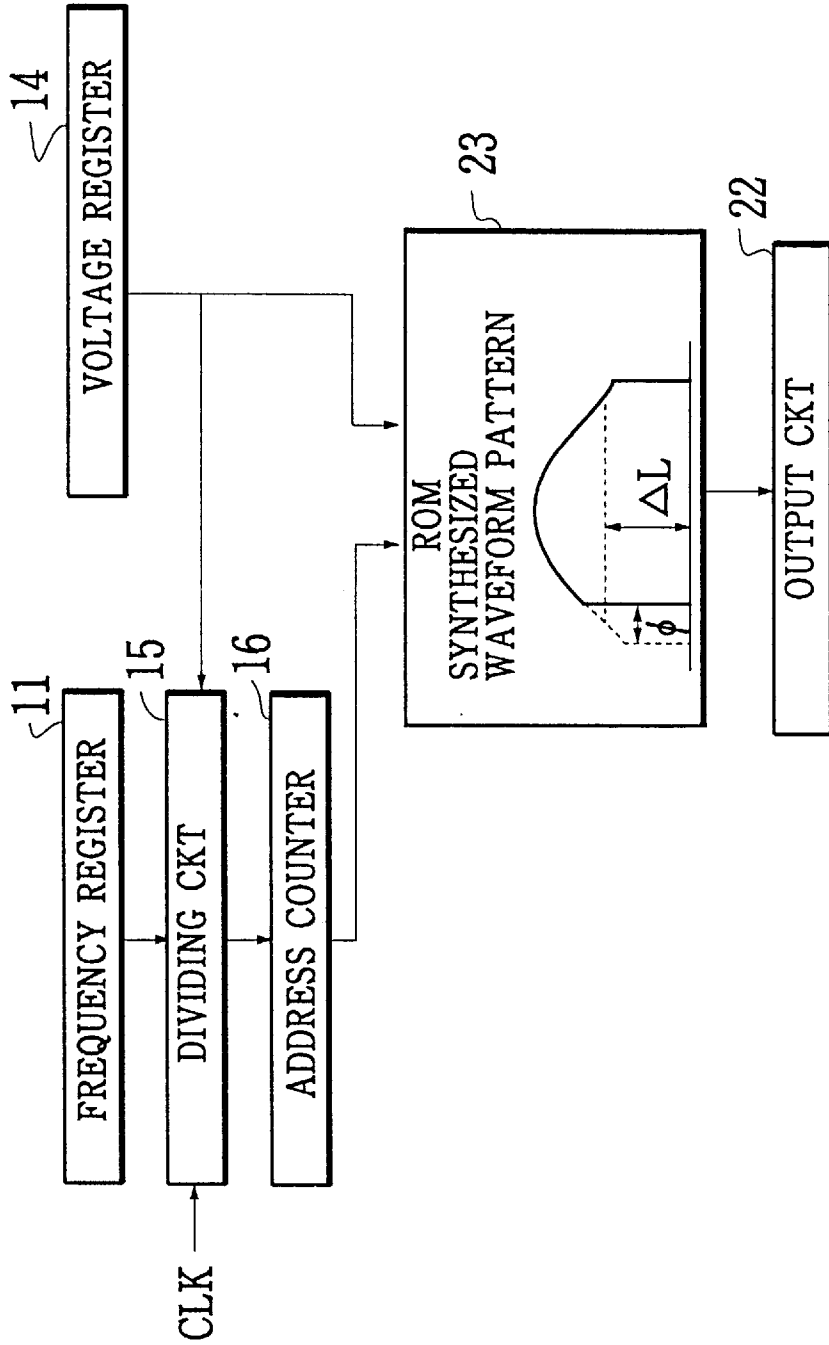 FREQUENCY REGISTER
11
VOLTAGE REGISTER
14
CLK
DIVIDING CKT
15
ADDRESS COUNTER
16
ROM
SYNTHESIZED
WAVEFORM PATTERN
23
ΔL
ϕ
OUTPUT CKT
22